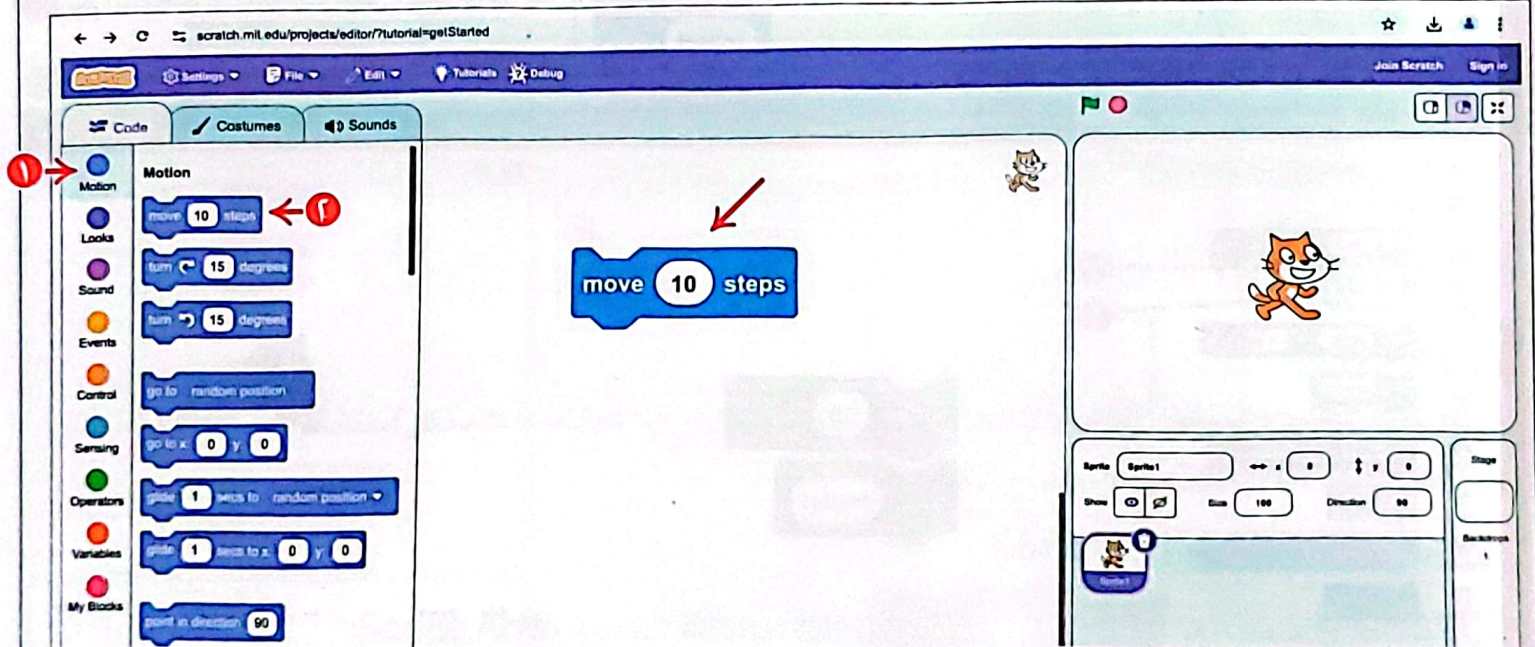 scratch.mit.edu/projects/editor/?tutorial=getStarted
Settings File Edit Tutorials Debug Join Scratch Sign in
Code Costumes Sounds
۱
Motion
Looks
Sound
Events
Control
Sensing
Operators
Variables
My Blocks
Motion
move 10 steps
۲
turn 15 degrees
turn 15 degrees
go to random position
go to x: 0 y: 0
glide 1 secs to random position
glide 1 secs to x: 0 y: 0
point in direction 90
move 10 steps
Sprite Sprite1 x 0 y 0
Show Size 100 Direction 90
Sprite1
Stage
Backdrops
1